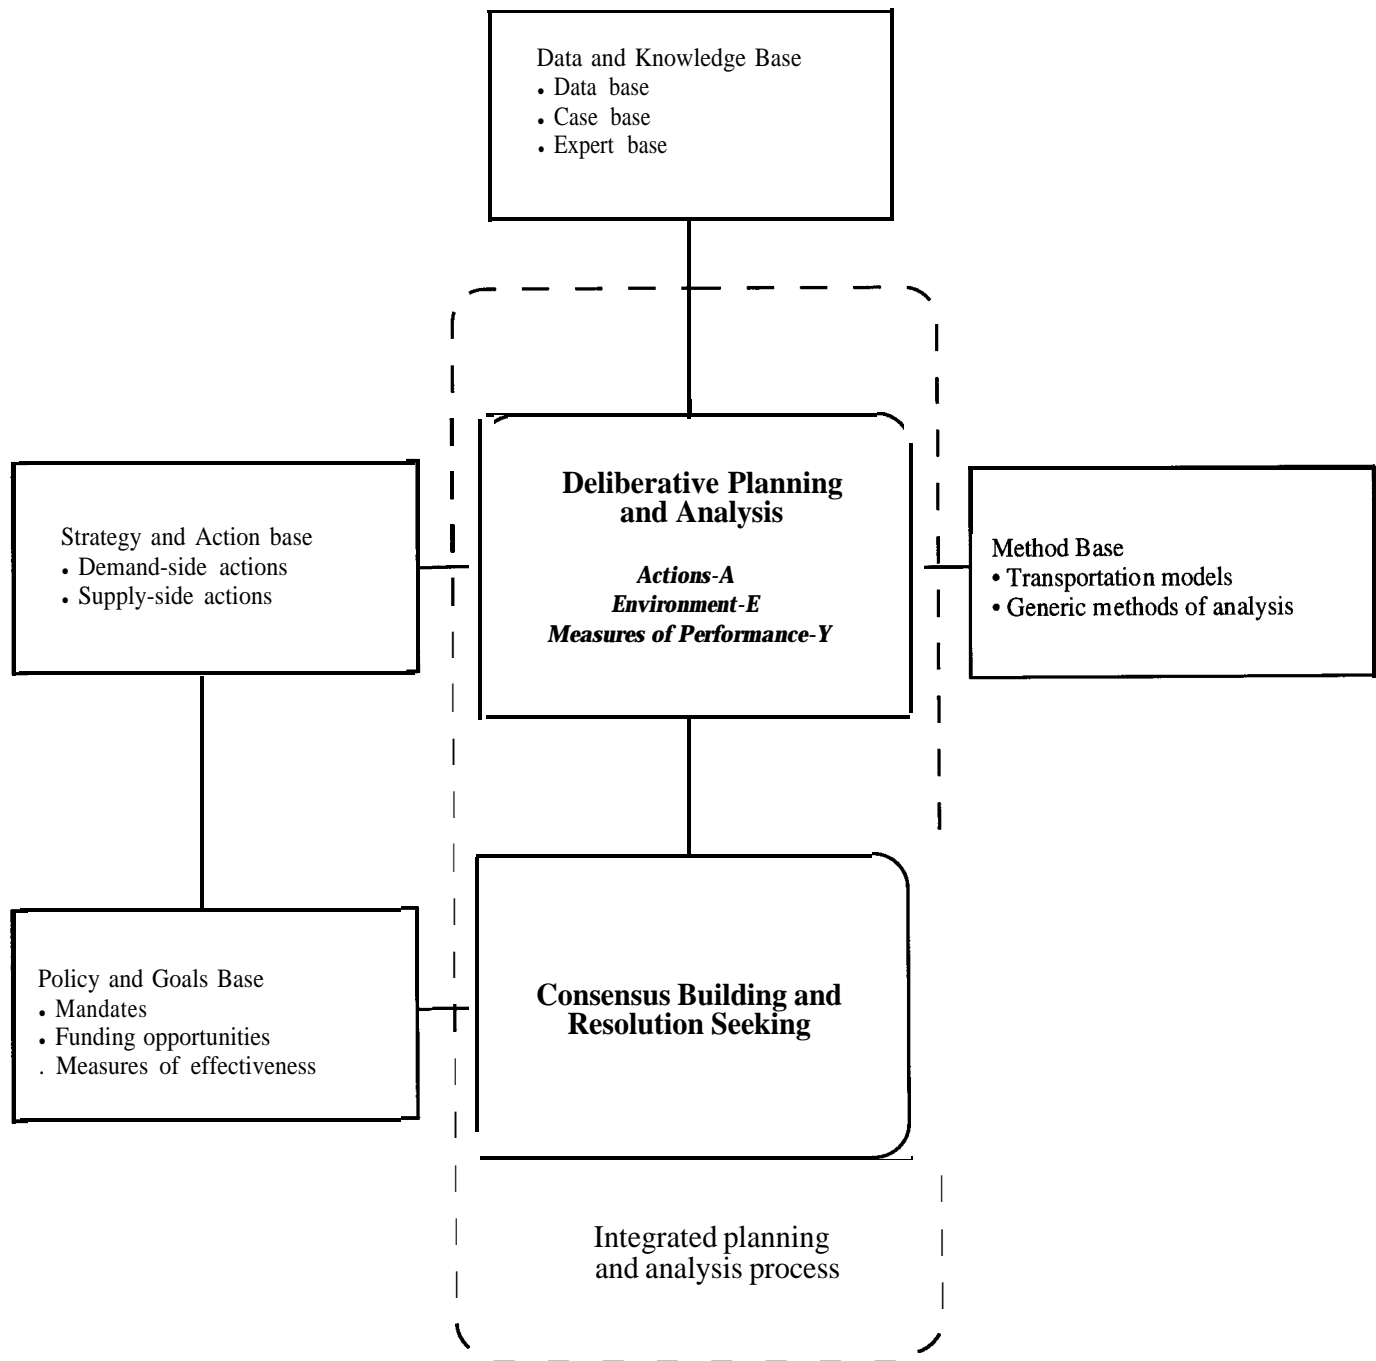 Data and Knowledge Base
• Data base
• Case base
• Expert base
Deliberative Planning
and Analysis
Actions-A
Environment-E
Measures of Performance-Y
Strategy and Action base
• Demand-side actions
• Supply-side actions
Method Base
• Transportation models
• Generic methods of analysis
Policy and Goals Base
• Mandates
• Funding opportunities
. Measures of effectiveness
Consensus Building and
Resolution Seeking
Integrated planning
and analysis process